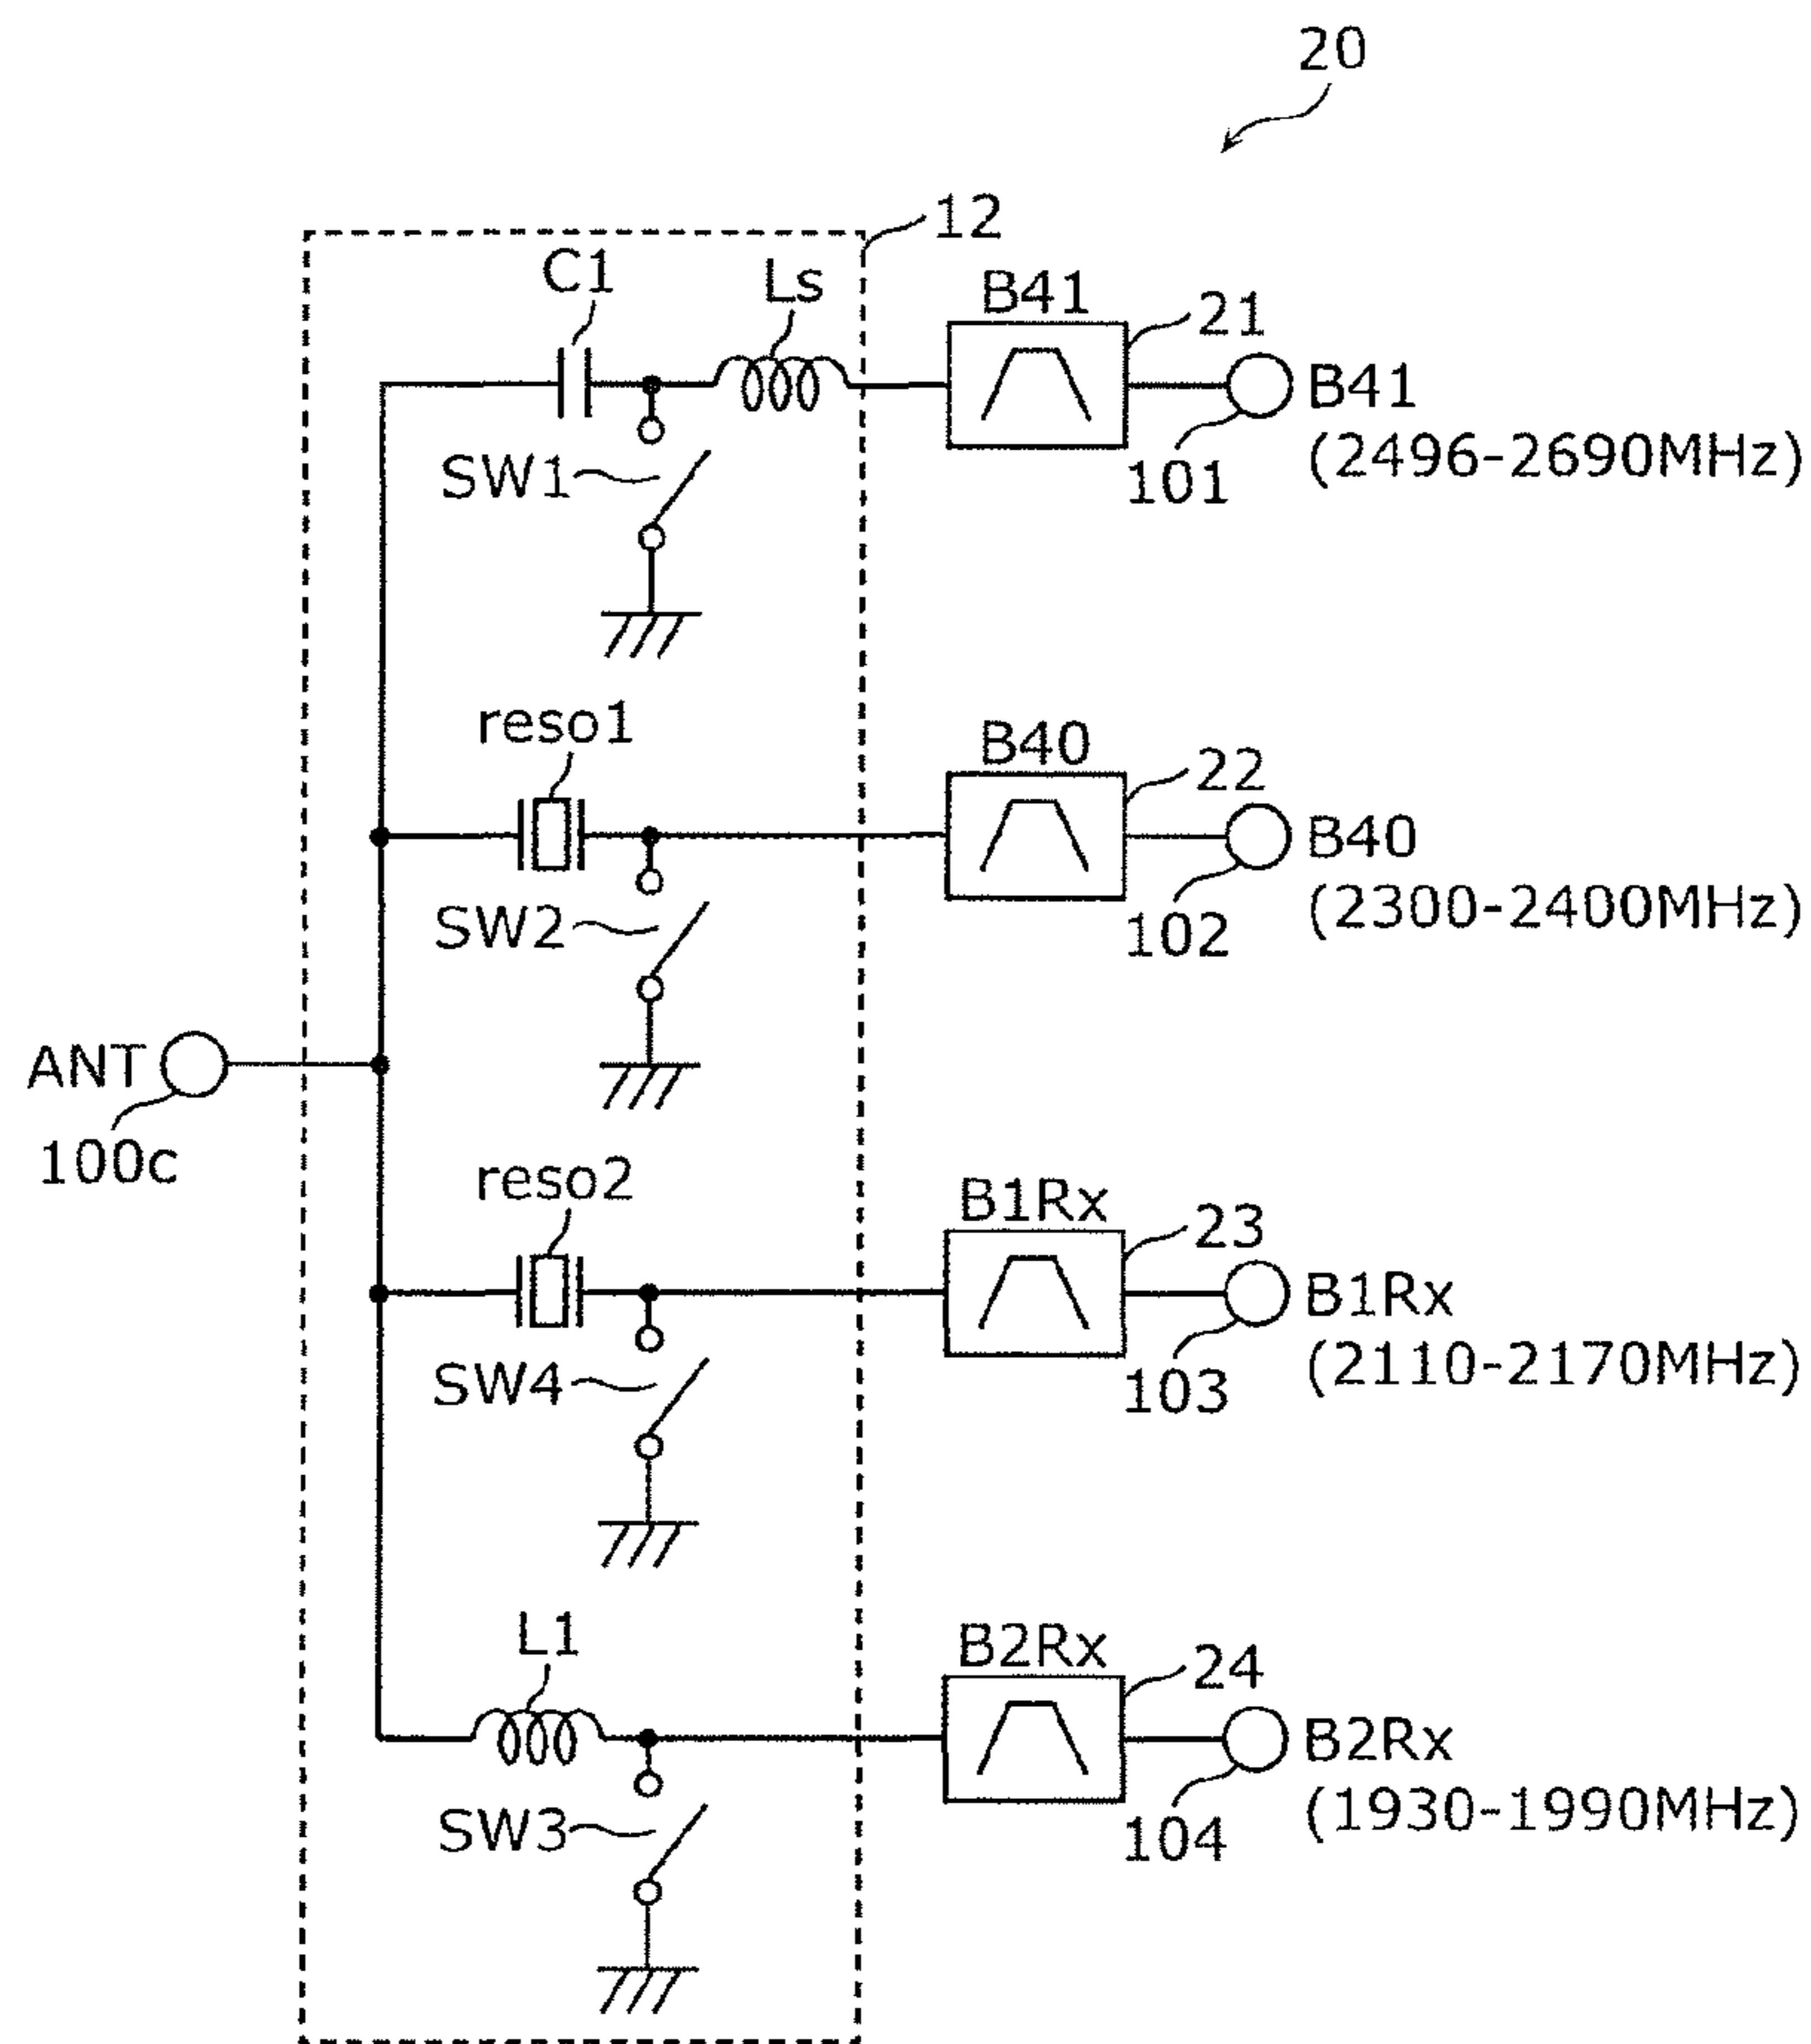 20
12
C1
Ls
B41
21
SW1
101
B41
(2496-2690MHz)
reso1
B40
22
SW2
102
B40
(2300-2400MHz)
ANT
100c
reso2
B1Rx
23
SW4
103
B1Rx
(2110-2170MHz)
L1
B2Rx
24
SW3
104
B2Rx
(1930-1990MHz)